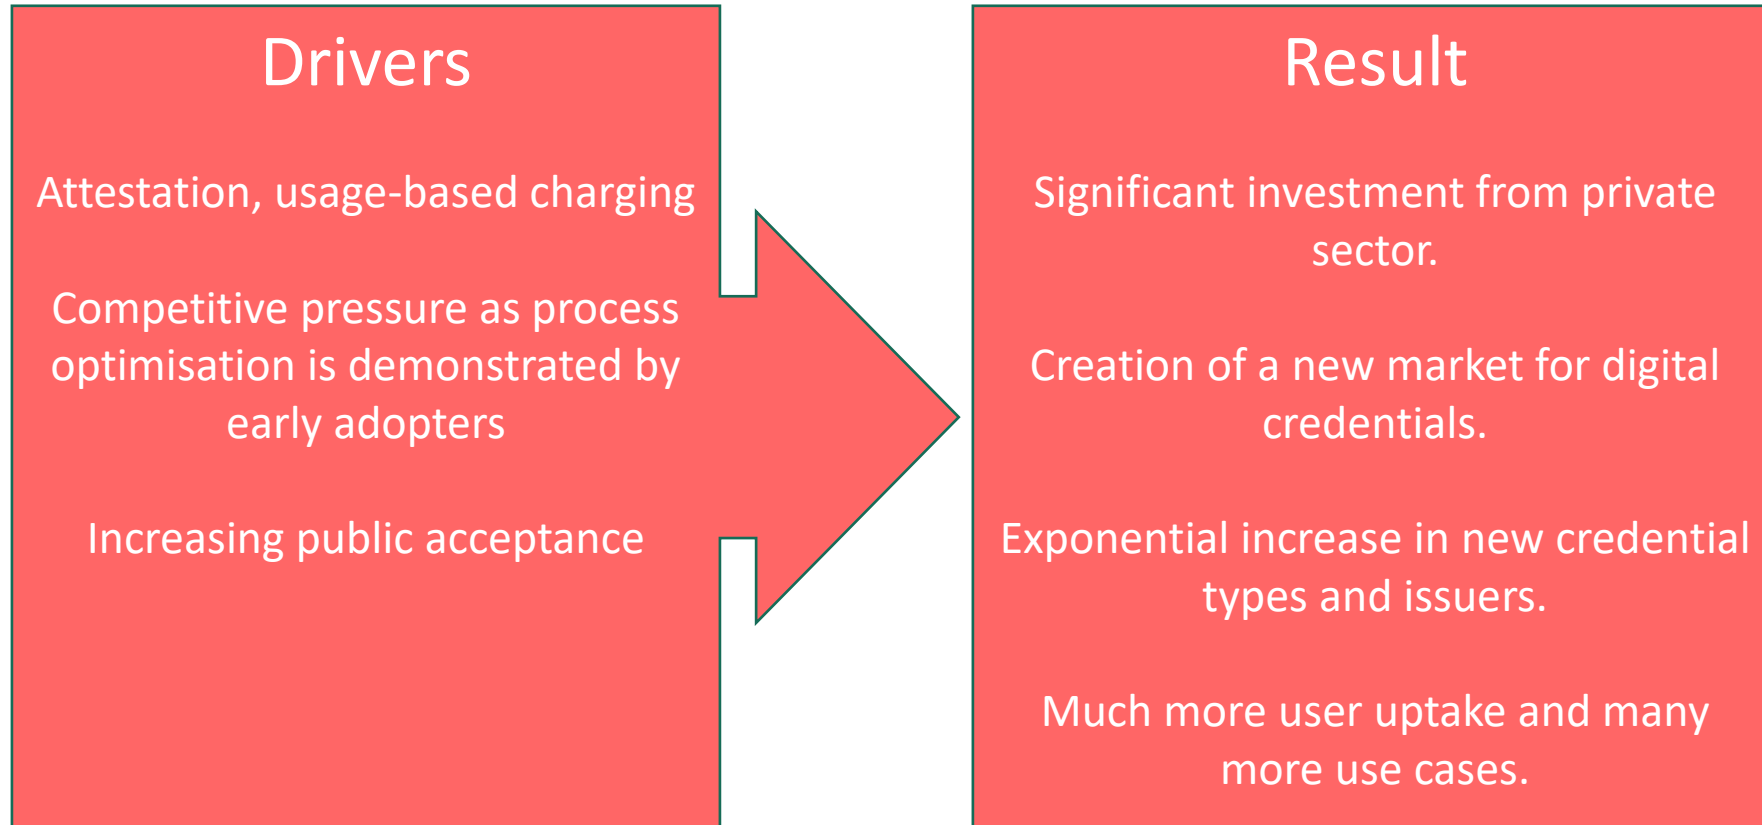 Drivers
Attestation, usage-based charging
Competitive pressure as process
optimisation is demonstrated by
early adopters
Increasing public acceptance
Result
Significant investment from private
sector.
Creation of a new market for digital
credentials.
Exponential increase in new credential
types and issuers.
Much more user uptake and many
more use cases.